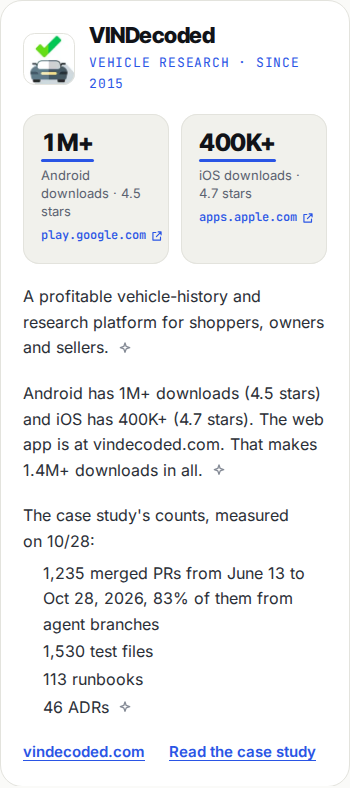 VINDecoded
VEHICLE RESEARCH · SINCE
2015
1M+
Android
downloads · 4.5
stars
play.google.com
400K+
iOS downloads ·
4.7 stars
apps.apple.com
A profitable vehicle-history and
research platform for shoppers, owners
and sellers.
Android has 1M+ downloads (4.5 stars)
and iOS has 400K+ (4.7 stars). The web
app is at vindecoded.com. That makes
1.4M+ downloads in all.
The case study's counts, measured
on 10/28:
1,235 merged PRs from June 13 to
Oct 28, 2026, 83% of them from
agent branches
1,530 test files
113 runbooks
46 ADRs
vindecoded.com Read the case study